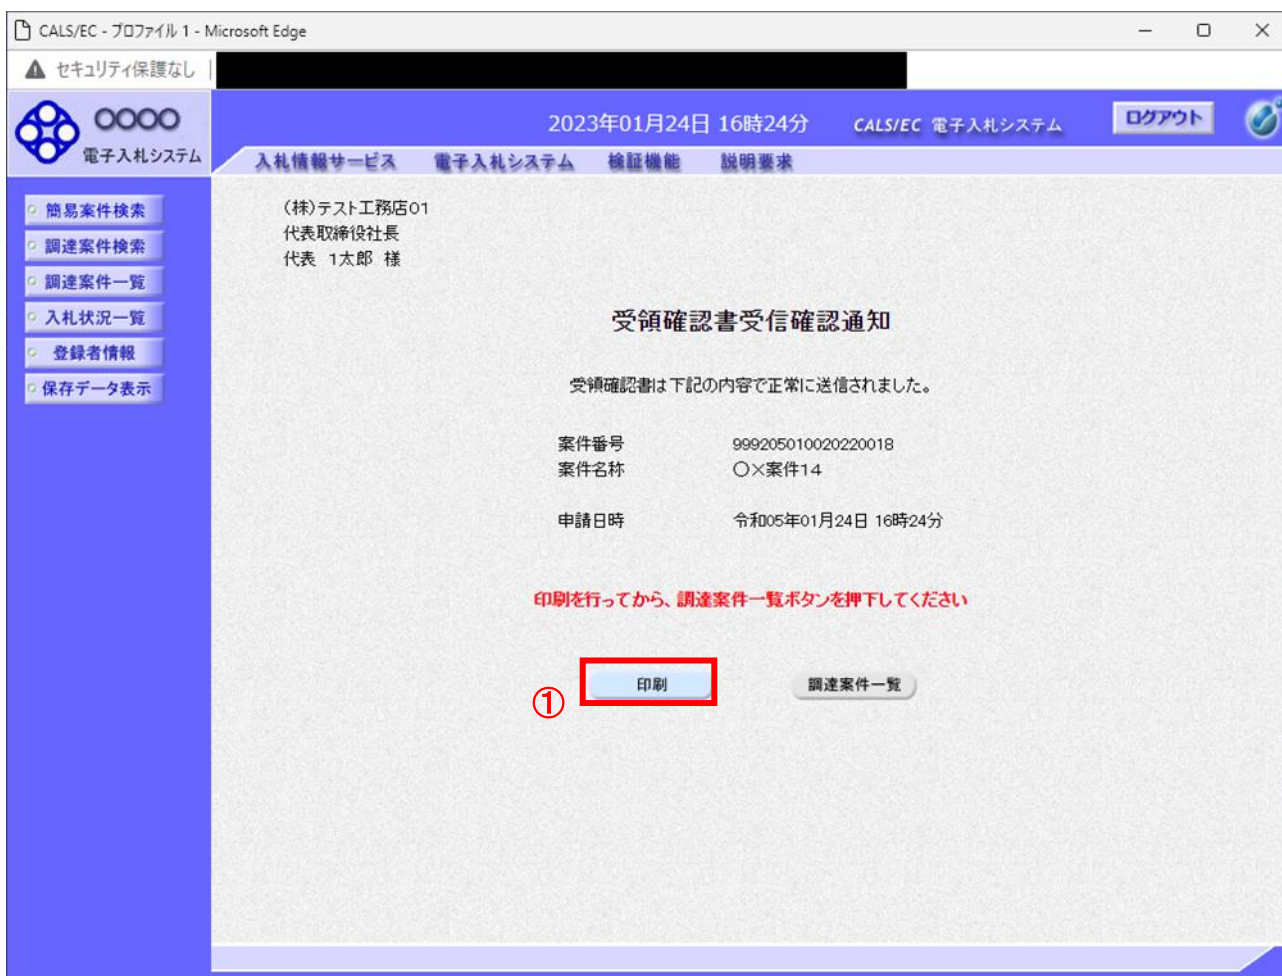 CALS/EC - プロファイル 1 - Microsoft Edge
セキュリティ保護なし
〇〇〇〇
電子入札システム
2023年01月24日 16時24分
CALS/EC 電子入札システム
ログアウト
入札情報サービス 電子入札システム 検証機能 説明要求
簡易案件検索
調達案件検索
調達案件一覧
入札状況一覧
登録者情報
保存データ表示
(株)テスト工務店01
代表取締役社長
代表 1太郎 様
受領確認書受信確認通知
受領確認書は下記の内容で正常に送信されました。
案件番号 999205010020220018
案件名称 〇×案件14
申請日時 令和05年01月24日 16時24分
印刷を行ってから、調達案件一覧ボタンを押下してください
① 印刷 調達案件一覧